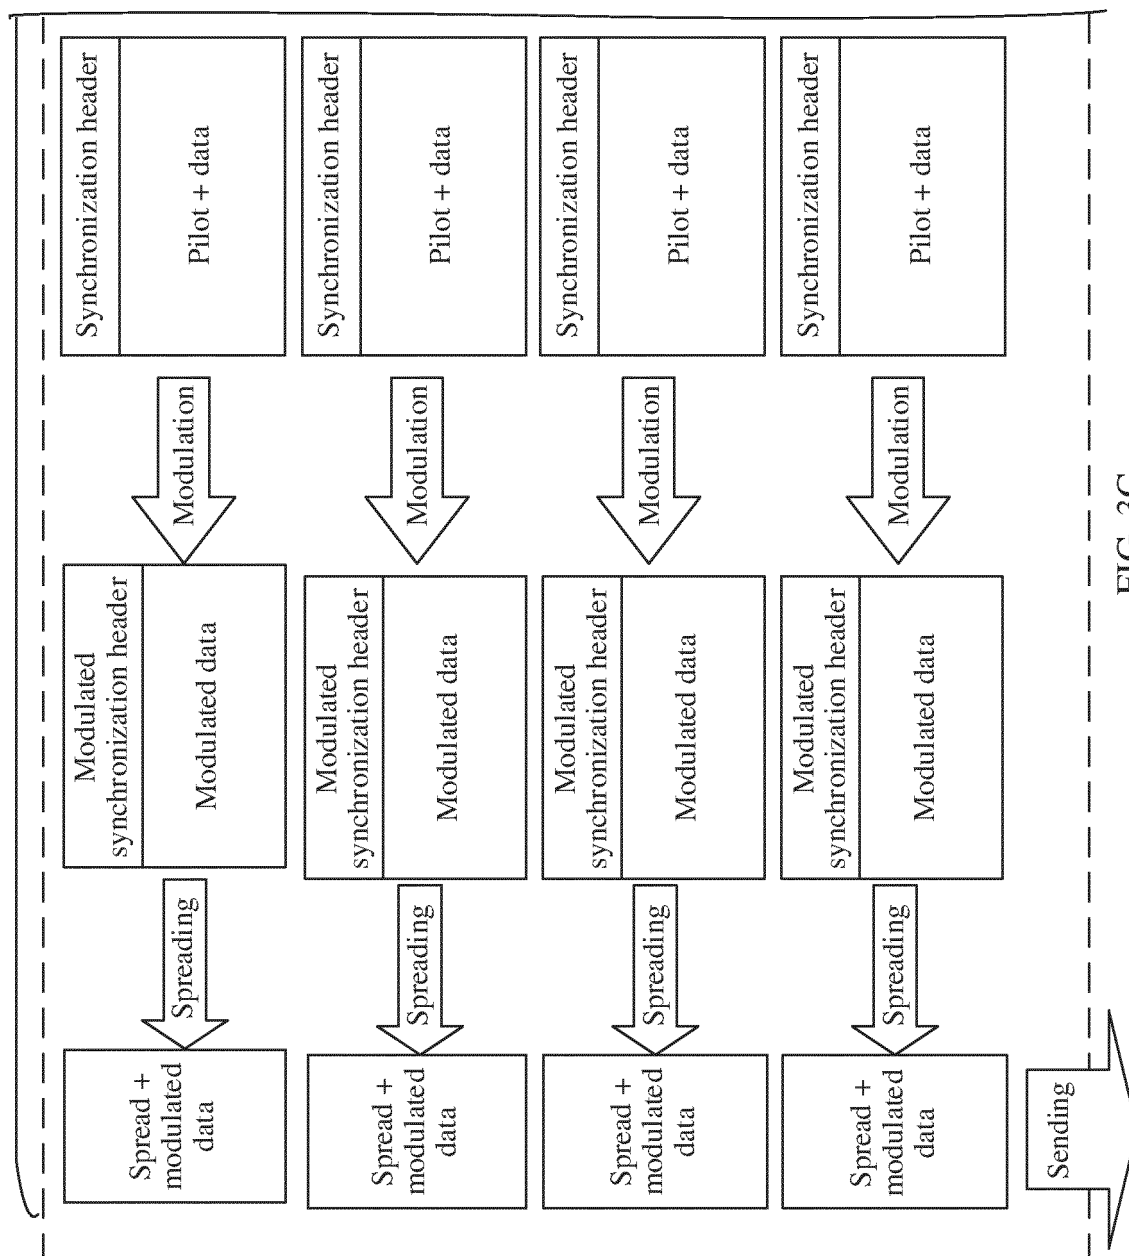 Spread +
modulated
data
Spreading
Modulated
synchronization header
Modulated data
Modulation
Synchronization header
Pilot + data
Spread +
modulated
data
Spreading
Modulated
synchronization header
Modulated data
Modulation
Synchronization header
Pilot + data
Spread +
modulated
data
Spreading
Modulated
synchronization header
Modulated data
Modulation
Synchronization header
Pilot + data
Spread +
modulated
data
Spreading
Modulated
synchronization header
Modulated data
Modulation
Synchronization header
Pilot + data
Sending
FIG. 3C